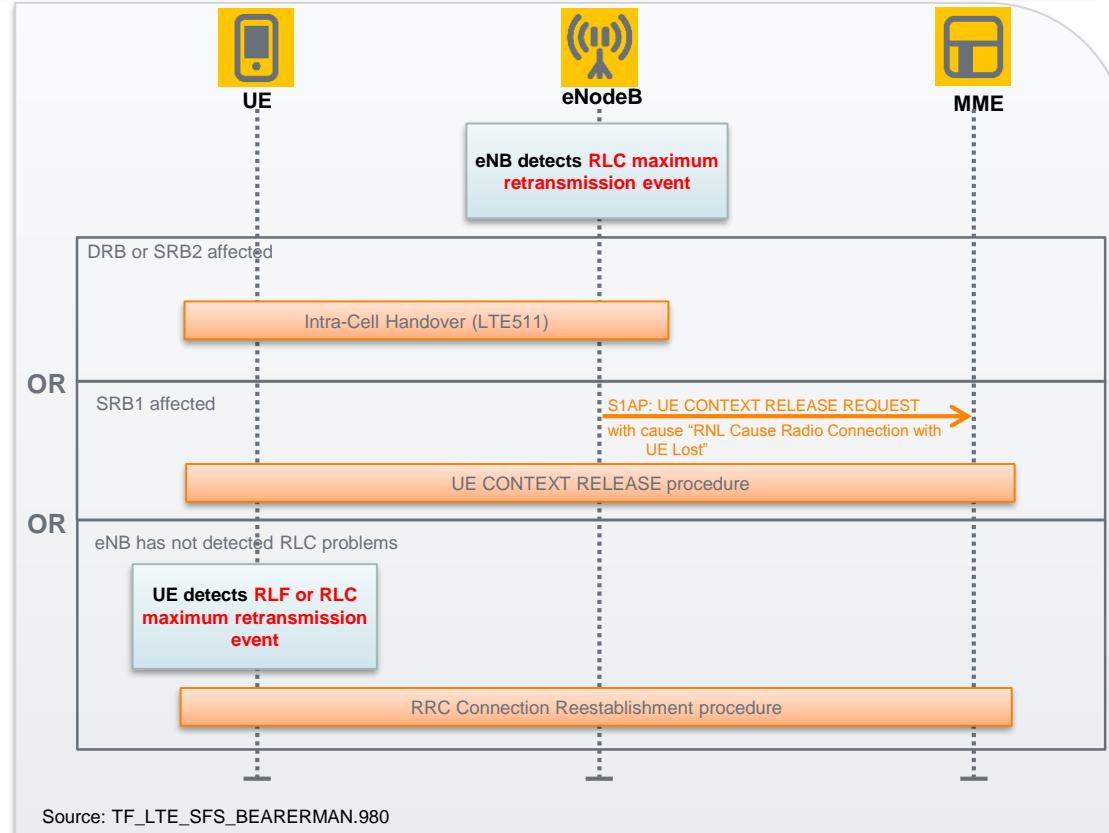 UE
eNodeB
MME
eNB detects RLC maximum
retransmission event
DRB or SRB2 affected
Intra-Cell Handover (LTE511)
OR
SRB1 affected
S1AP: UE CONTEXT RELEASE REQUEST
with cause “RNL Cause Radio Connection with
UE Lost”
UE CONTEXT RELEASE procedure
OR
eNB has not detected RLC problems
UE detects RLF or RLC
maximum retransmission
event
RRC Connection Reestablishment procedure
Source: TF_LTE_SFS_BEARERMAN.980